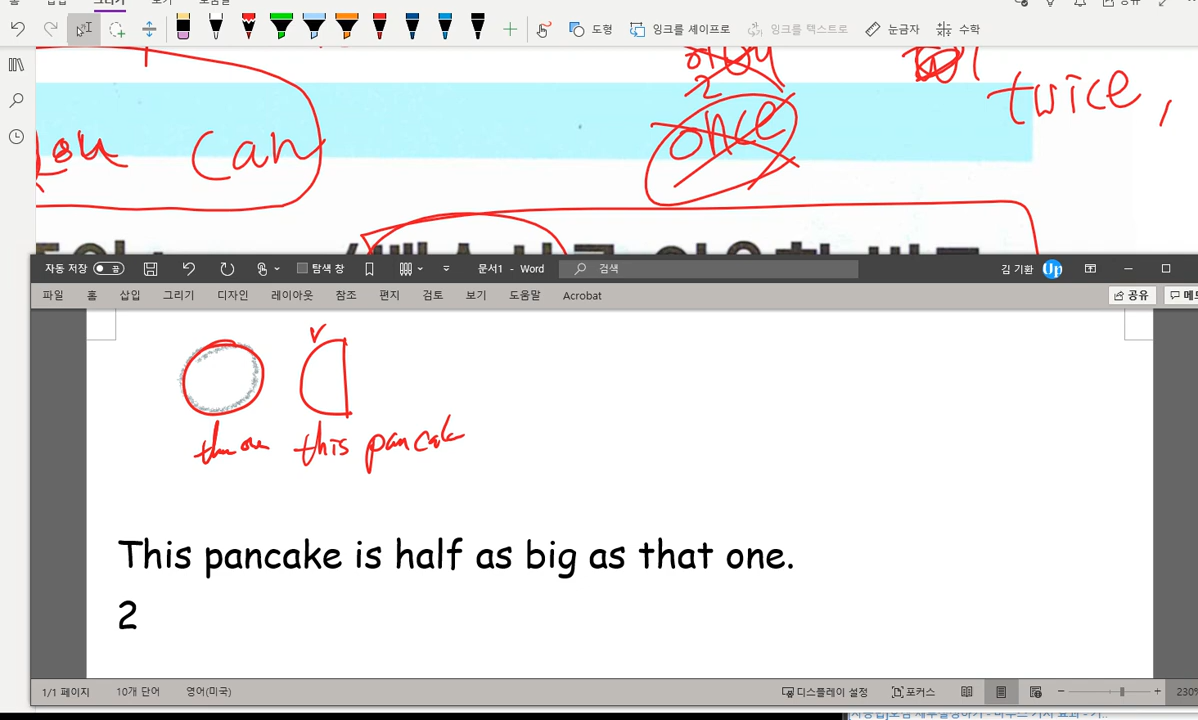 그리기
도형
잉크를 셰이프로
잉크를 텍스트로
눈금자
수학
can
once
twice,
자동 저장
끔
탐색 창
문서1 - Word
검색
김 기환
Up
파일 홈 삽입 그리기 디자인 레이아웃 참조 편지 검토 보기 도움말 Acrobat
공유
this pancak
This pancake is half as big as that one.
2
1/1 페이지 10개 단어 영어(미국)
디스플레이 설정 포커스
230%